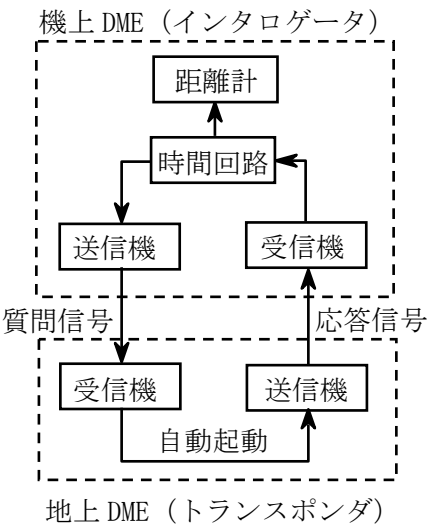 機上 DME (インタロゲータ)
距離計
時間回路
送信機
受信機
質問信号
応答信号
受信機
送信機
自動起動
地上 DME (トランスポンダ)